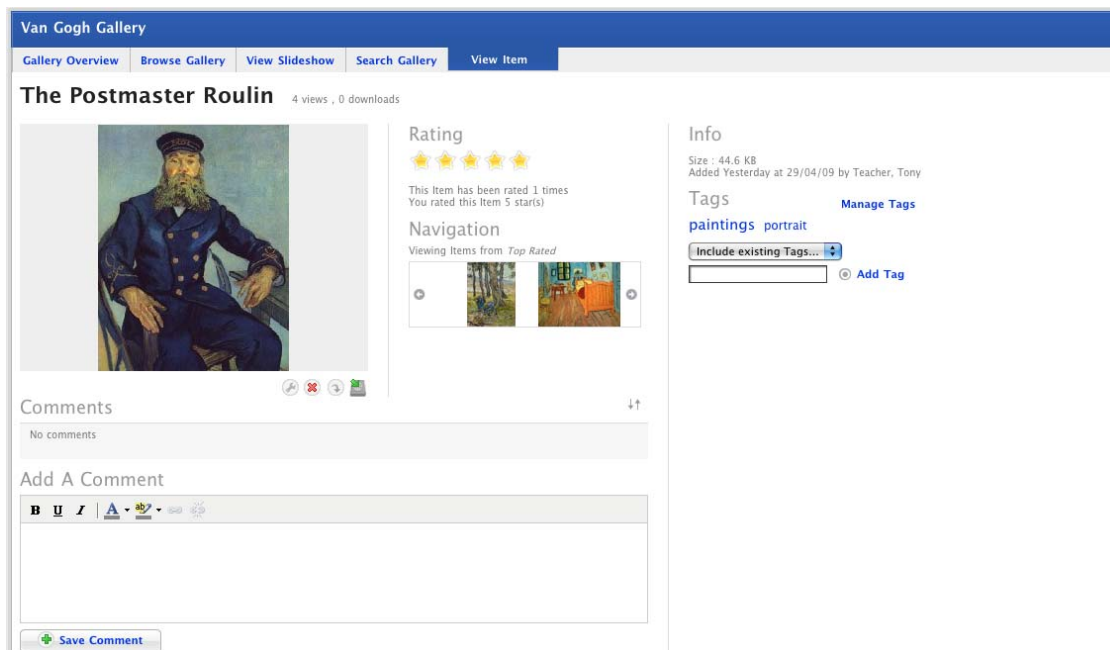 Van Gogh Gallery
Gallery Overview Browse Gallery View Slideshow Search Gallery View Item
The Postmaster Roulin 4 views , 0 downloads
Rating
This Item has been rated 1 times
You rated this Item 5 star(s)
Navigation
Viewing Items from Top Rated
Info
Size : 44.6 KB
Added Yesterday at 29/04/09 by Teacher, Tony
Tags Manage Tags
paintings portrait
Include existing Tags...
Add Tag
Comments
No comments
Add A Comment
B U I A ab
Save Comment